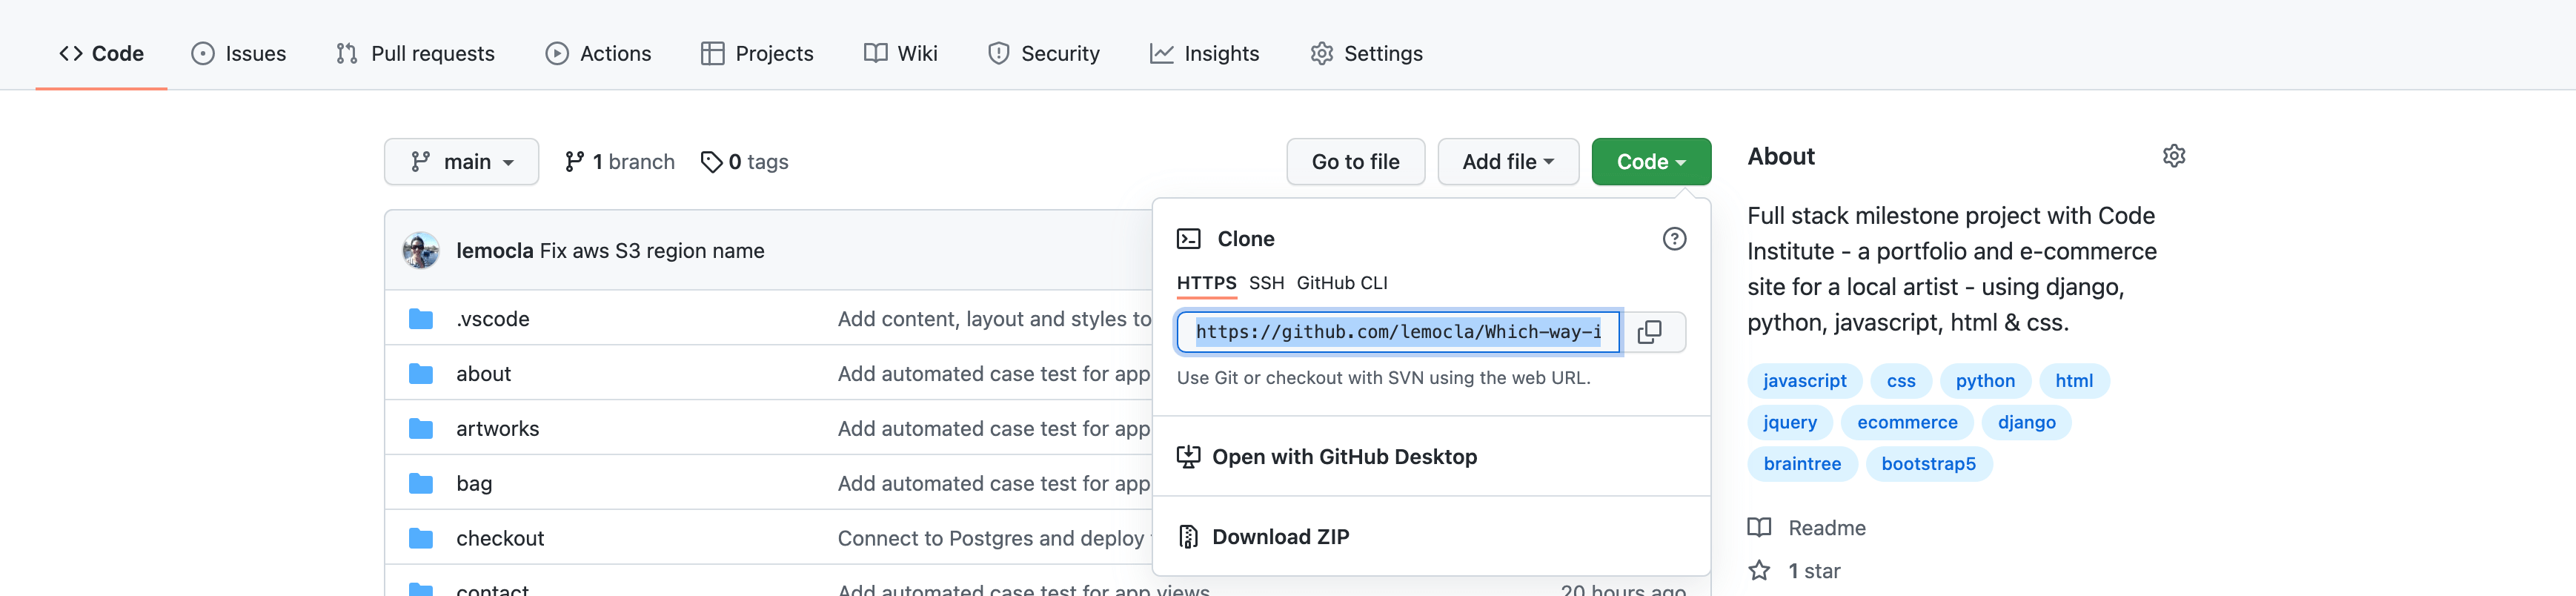 Code Issues Pull requests Actions Projects Wiki Security Insights Settings
main 1 branch 0 tags Go to file Add file Code
lemocla Fix aws S3 region name
.vscode Add content, layout and styles to
about Add automated case test for app
artworks Add automated case test for app
bag Add automated case test for app
checkout Connect to Postgres and deploy
contact Add automated case test for app views 20 hours ago
Clone
HTTPS SSH GitHub CLI
https://github.com/lemocla/Which-way-i
Use Git or checkout with SVN using the web URL.
Open with GitHub Desktop
Download ZIP
About
Full stack milestone project with Code
Institute - a portfolio and e-commerce
site for a local artist - using django,
python, javascript, html & css.
javascript css python html
jquery ecommerce django
braintree bootstrap5
Readme
1 star